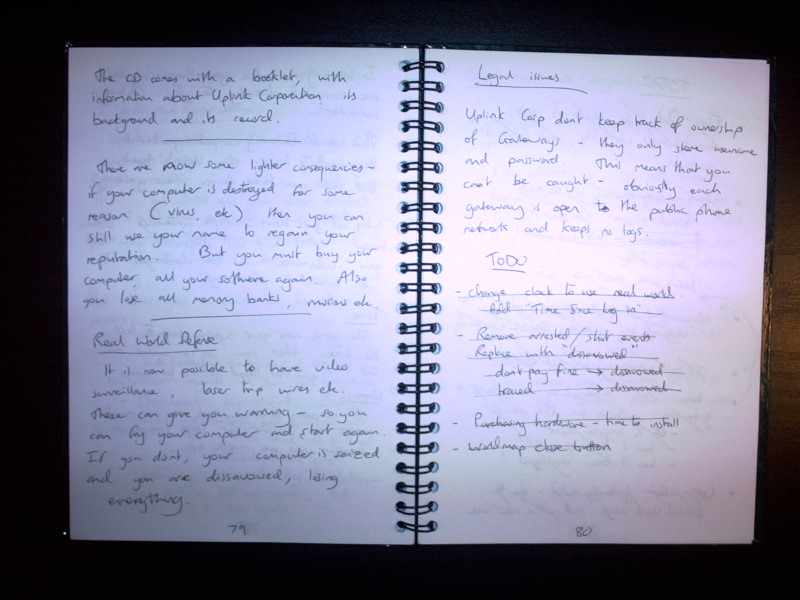 The CD comes with a booklet, with
information about Uplink Corporation its
background and its record.
There are now some lighter consequences -
if your computer is destroyed for some
reason (virus, etc) then you can
still use your name to regain your
reputation. But you must buy your
computer, all your software again. Also
you lose all memory banks, missions etc.
Real World Defense
It is now possible to have video
surveillance, laser trip wires etc.
These can give you warning - so you
can fry your computer and start again.
If you dont, your computer is seized
and you are dissavowed, losing
everything.
79
Legal issues
Uplink Corp dont keep track of ownership
of Gateways - they only store username
and password. This means that you
cant be caught - obviously each
gateway is open to the public phone
network and keeps no logs.
TODO
- Change clock to use real world.
Add "Time since log in"
- Remove arrested / shot events
Replace with "disavowed"
dont pay fine → disavowed
traced → disavowed
- Purchasing hardware - time to install
- World map close button
80